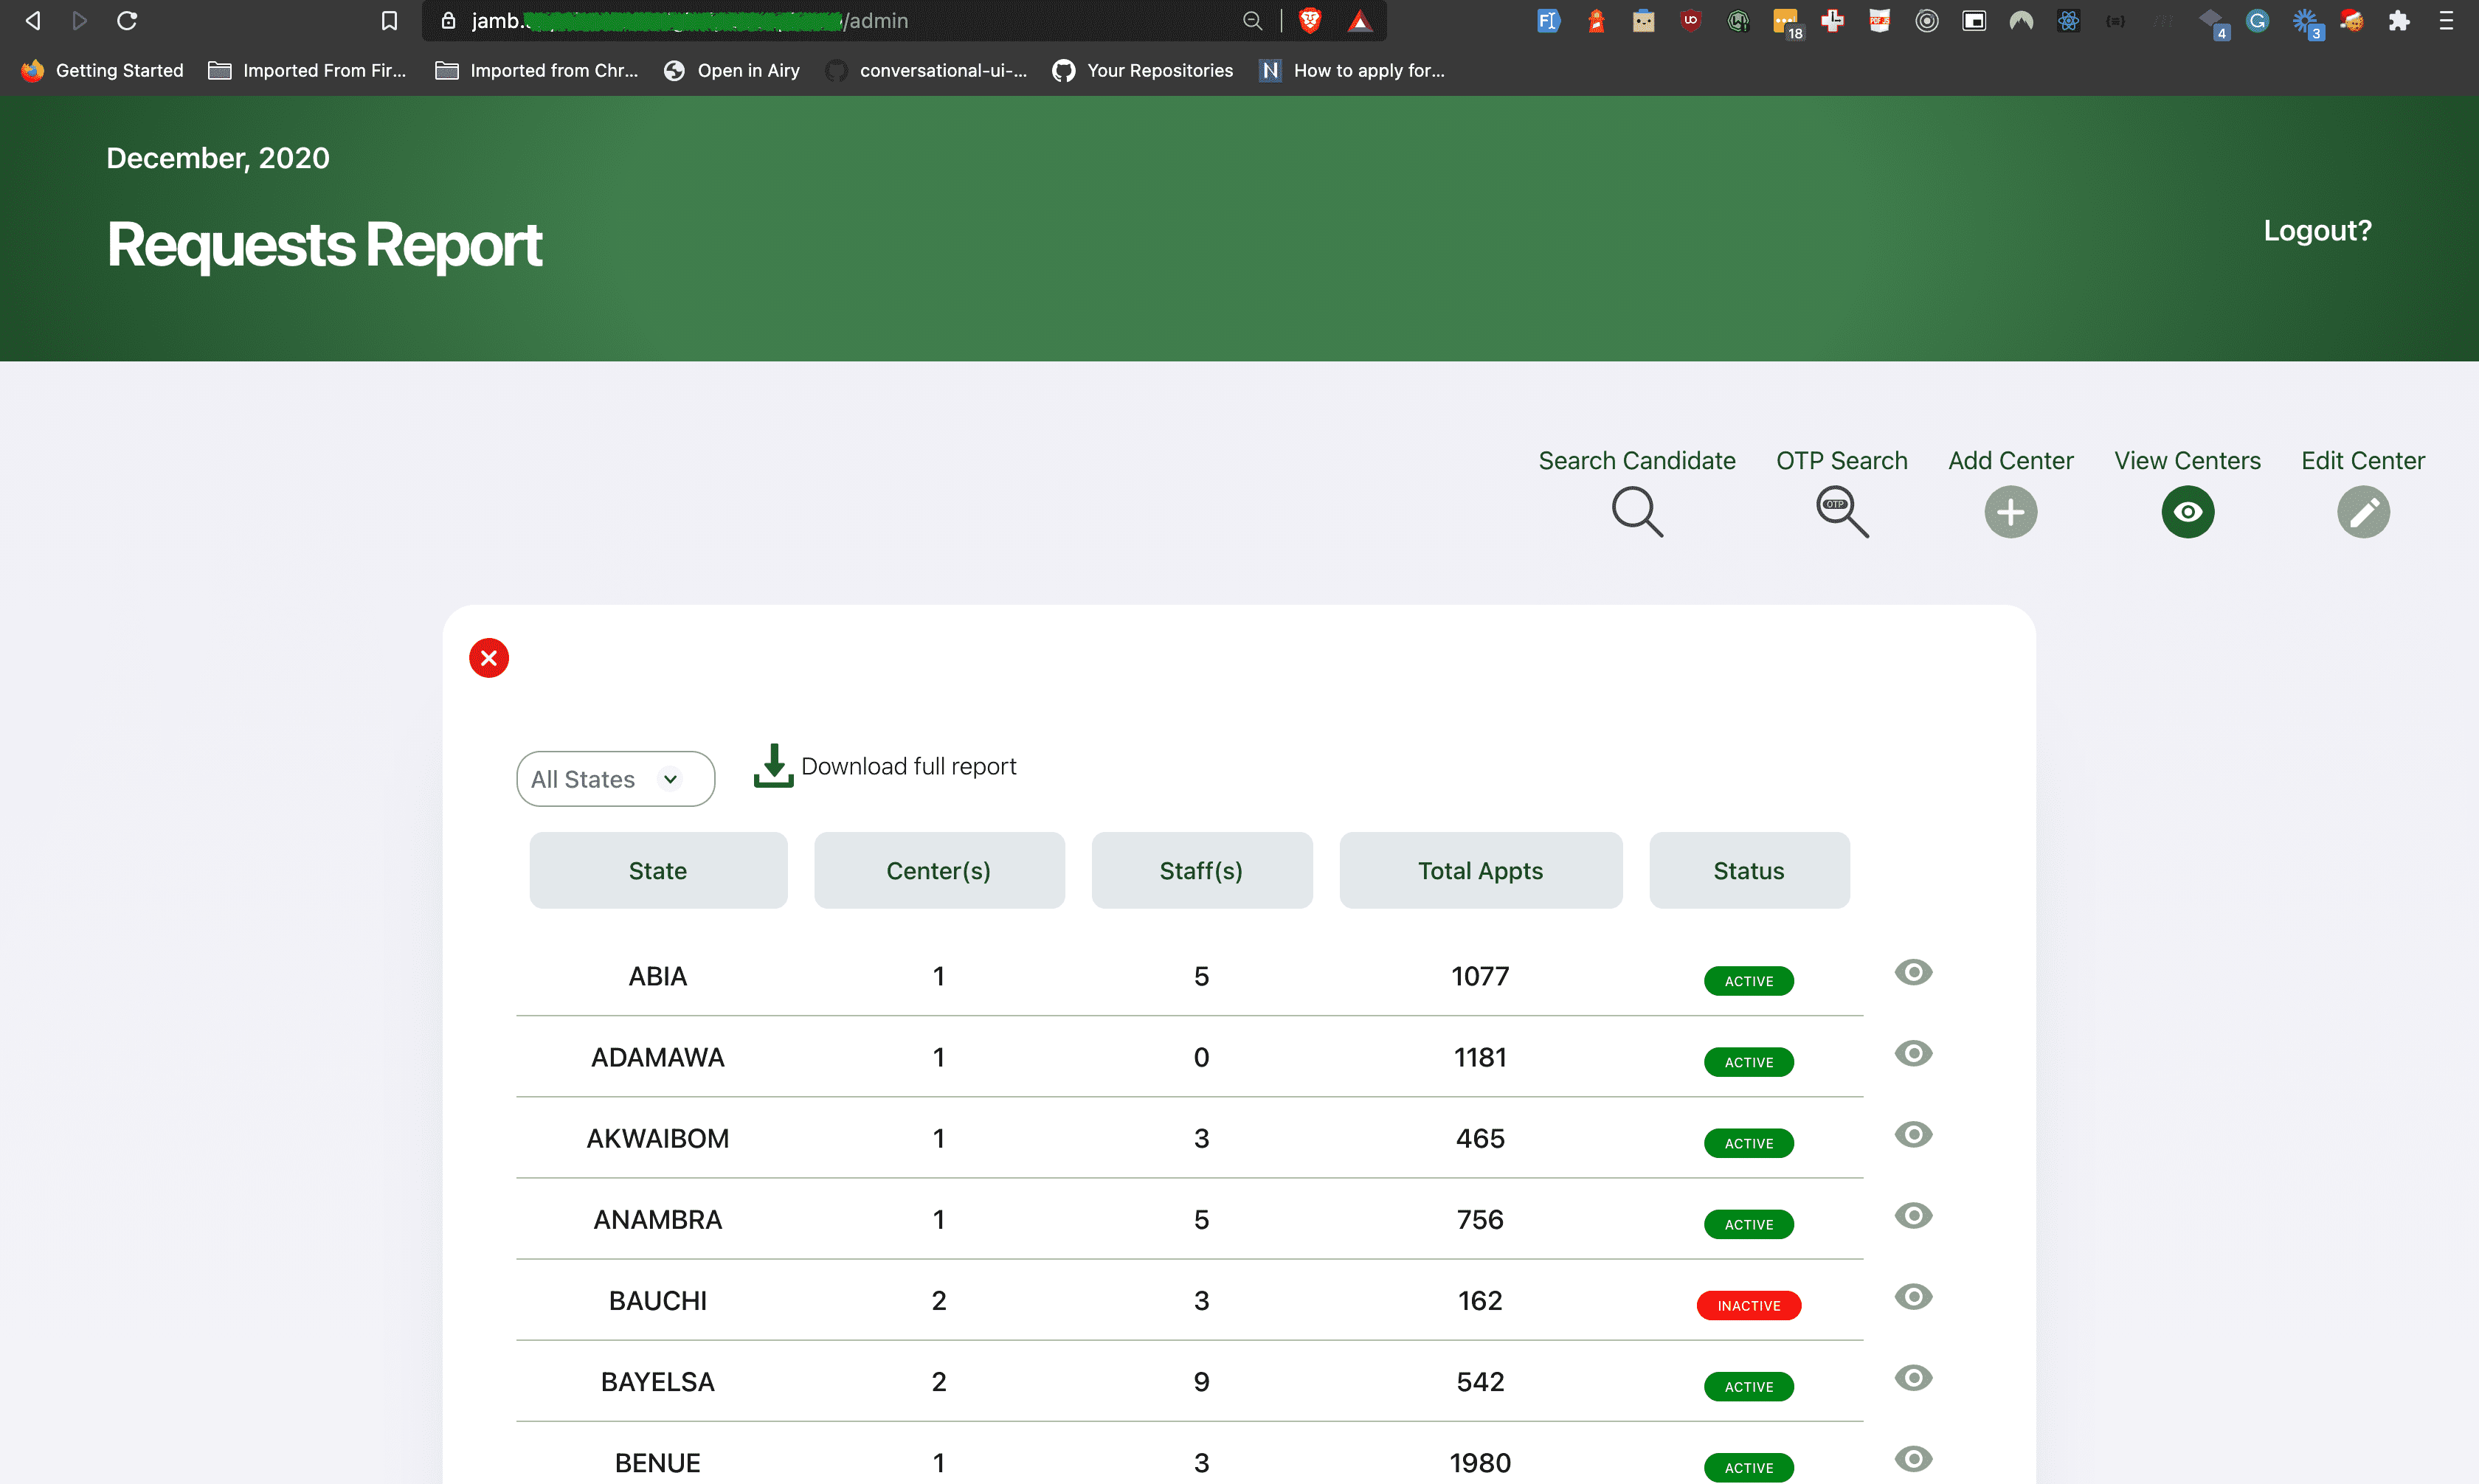 jamb. /admin
18
4
3
Getting Started
Imported From Fir...
Imported from Chr...
Open in Airy
conversational-ui-...
Your Repositories
N
How to apply for...
December, 2020
Requests Report
Logout?
Search Candidate
OTP Search
Add Center
View Centers
Edit Center
OTP
All States
Download full report
State Center(s) Staff(s) Total Appts Status
ABIA 1 5 1077 ACTIVE
ADAMAWA 1 0 1181 ACTIVE
AKWAIBOM 1 3 465 ACTIVE
ANAMBRA 1 5 756 ACTIVE
BAUCHI 2 3 162 INACTIVE
BAYELSA 2 9 542 ACTIVE
BENUE 1 3 1980 ACTIVE